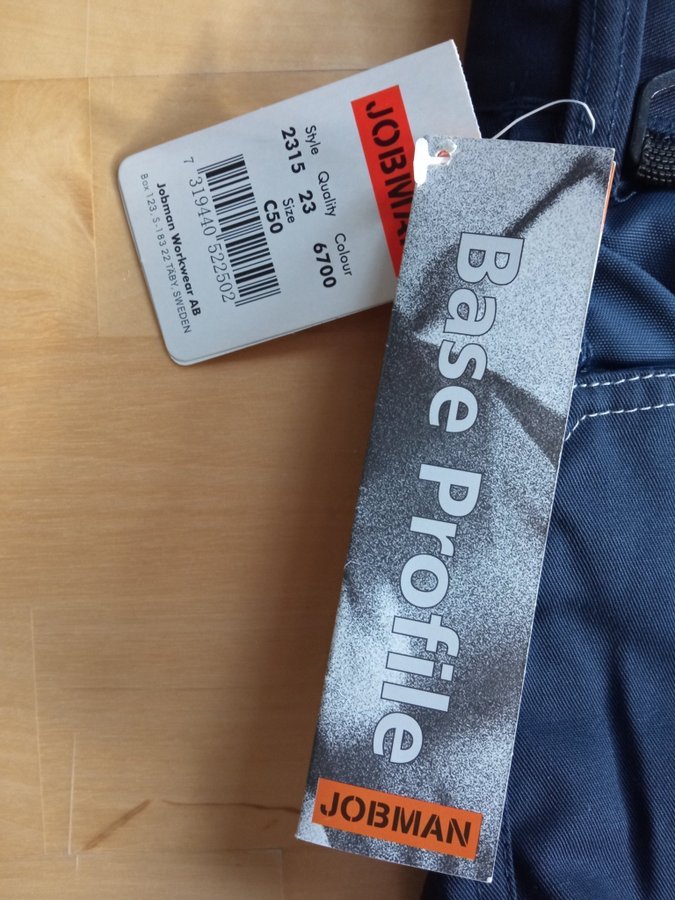 JOBMAN
Style Quality Colour
2315 23 6700
Size
C50
7 319440 522502
Jobman Workwear AB
Box 123, S-183 22 TÄBY, SWEDEN
Base Profile
JOBMAN